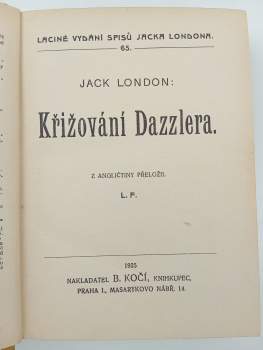 LACINÉ VYDÁNÍ SPISŮ JACKA LONDONA.
65.
JACK LONDON:
Křižování Dazzlera.
Z ANGLIČTINY PŘELOŽIL
L. F.
1925
NAKLADATEL B. KOČÍ, KNIHKUPEC,
PRAHA I., MASARYKOVO NÁBŘ. 14.